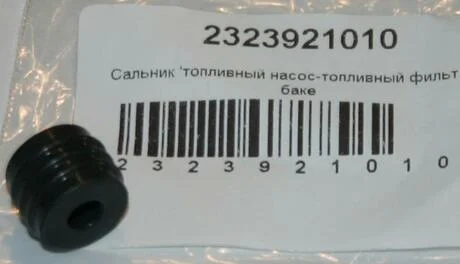 2323921010
Сальник 'топливный насос-топливный фильт
баке
2 3 2 3 9 2 1 0 1 0